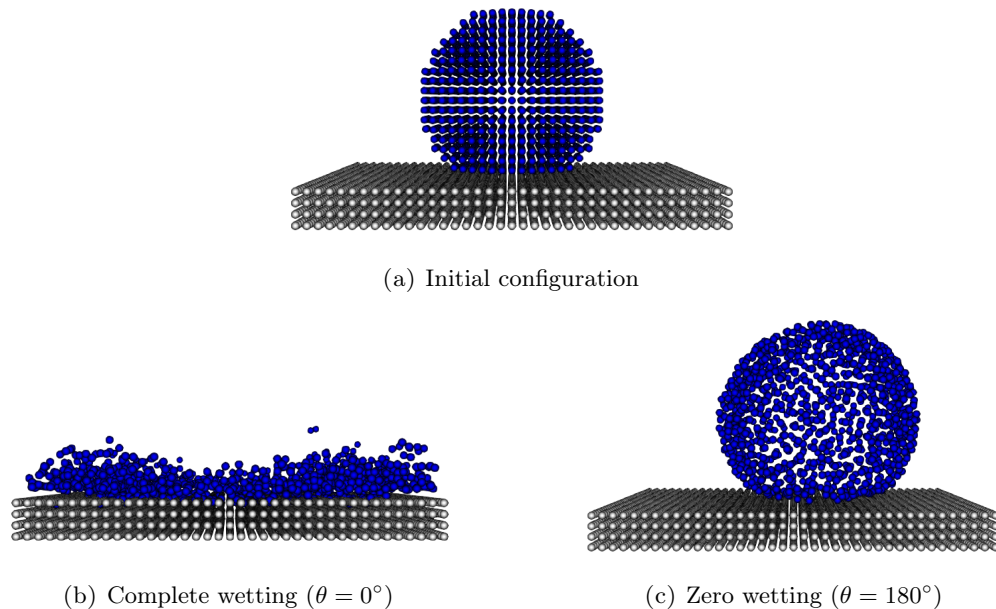 (a) Initial configuration
(b) Complete wetting (θ = 0°)
(c) Zero wetting (θ = 180°)